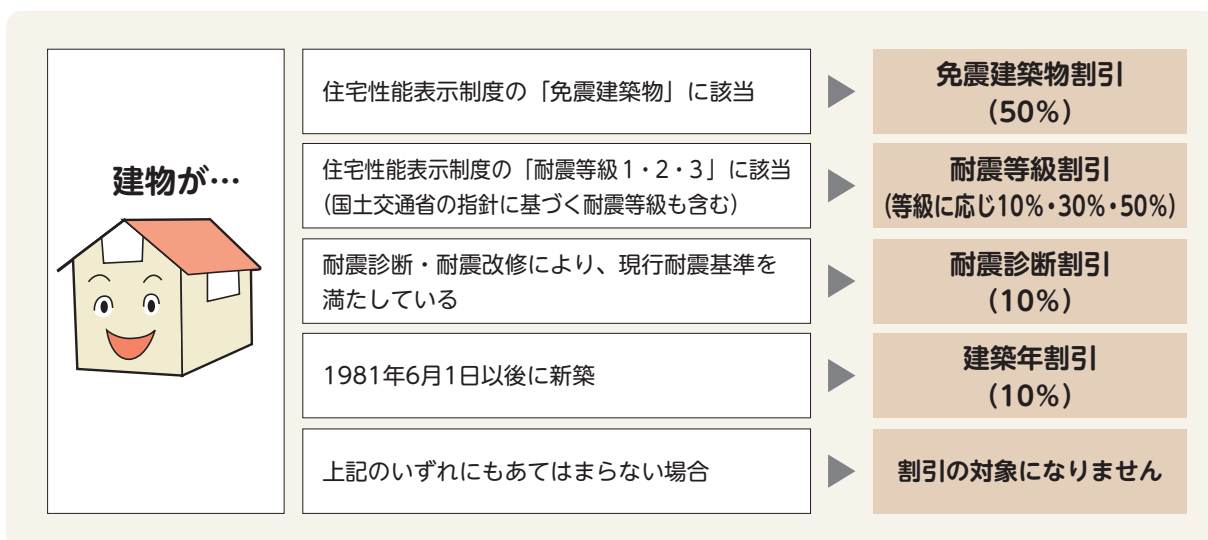 建物が…
住宅性能表示制度の「免震建築物」に該当
免震建築物割引
(50%)
住宅性能表示制度の「耐震等級1・2・3」に該当
(国土交通省の指針に基づく耐震等級も含む)
耐震等級割引
(等級に応じ10%・30%・50%)
耐震診断・耐震改修により、現行耐震基準を
満たしている
耐震診断割引
(10%)
1981年6月1日以後に新築
建築年割引
(10%)
上記のいずれにもあてはまらない場合
割引の対象になりません